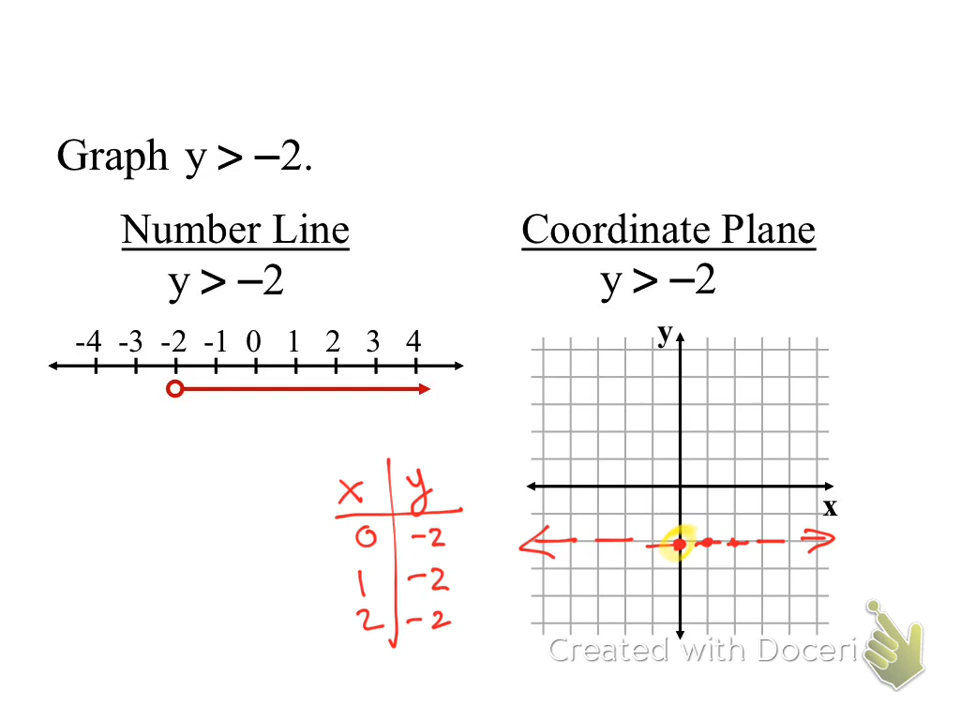 Graph y > −2.
Number Line
y > −2
-4 -3 -2 -1 0 1 2 3 4
x y
0 -2
1 -2
2 -2
Coordinate Plane
y > −2
y
x
Created with Doceri